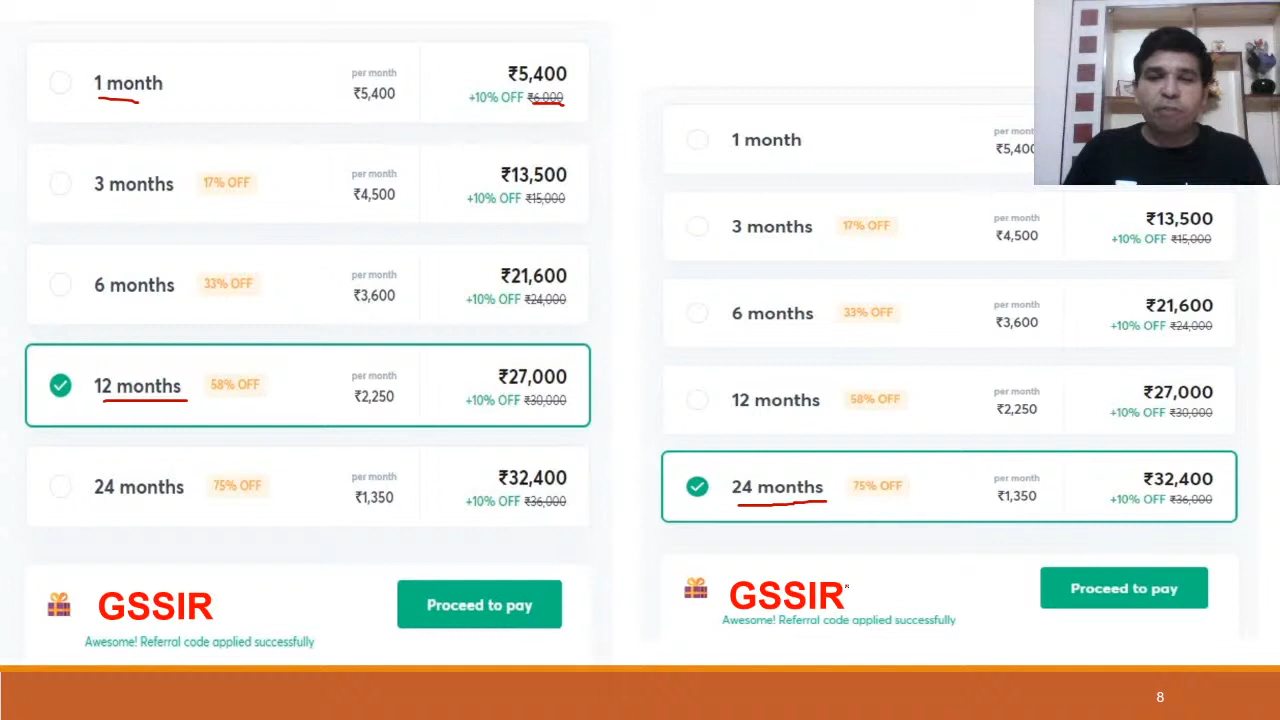 1 month
per month
₹5,400
₹5,400
+10% OFF ₹6,000
3 months 17% OFF
per month
₹4,500
₹13,500
+10% OFF ₹15,000
6 months 33% OFF
per month
₹3,600
₹21,600
+10% OFF ₹24,000
12 months 58% OFF
per month
₹2,250
₹27,000
+10% OFF ₹30,000
24 months 75% OFF
per month
₹1,350
₹32,400
+10% OFF ₹36,000
GSSIR
Proceed to pay
Awesome! Referral code applied successfully
1 month
per month
₹5,400
3 months 17% OFF
per month
₹4,500
₹13,500
+10% OFF ₹15,000
6 months 33% OFF
per month
₹3,600
₹21,600
+10% OFF ₹24,000
12 months 58% OFF
per month
₹2,250
₹27,000
+10% OFF ₹30,000
24 months 75% OFF
per month
₹1,350
₹32,400
+10% OFF ₹36,000
GSSIR
Proceed to pay
Awesome! Referral code applied successfully
8